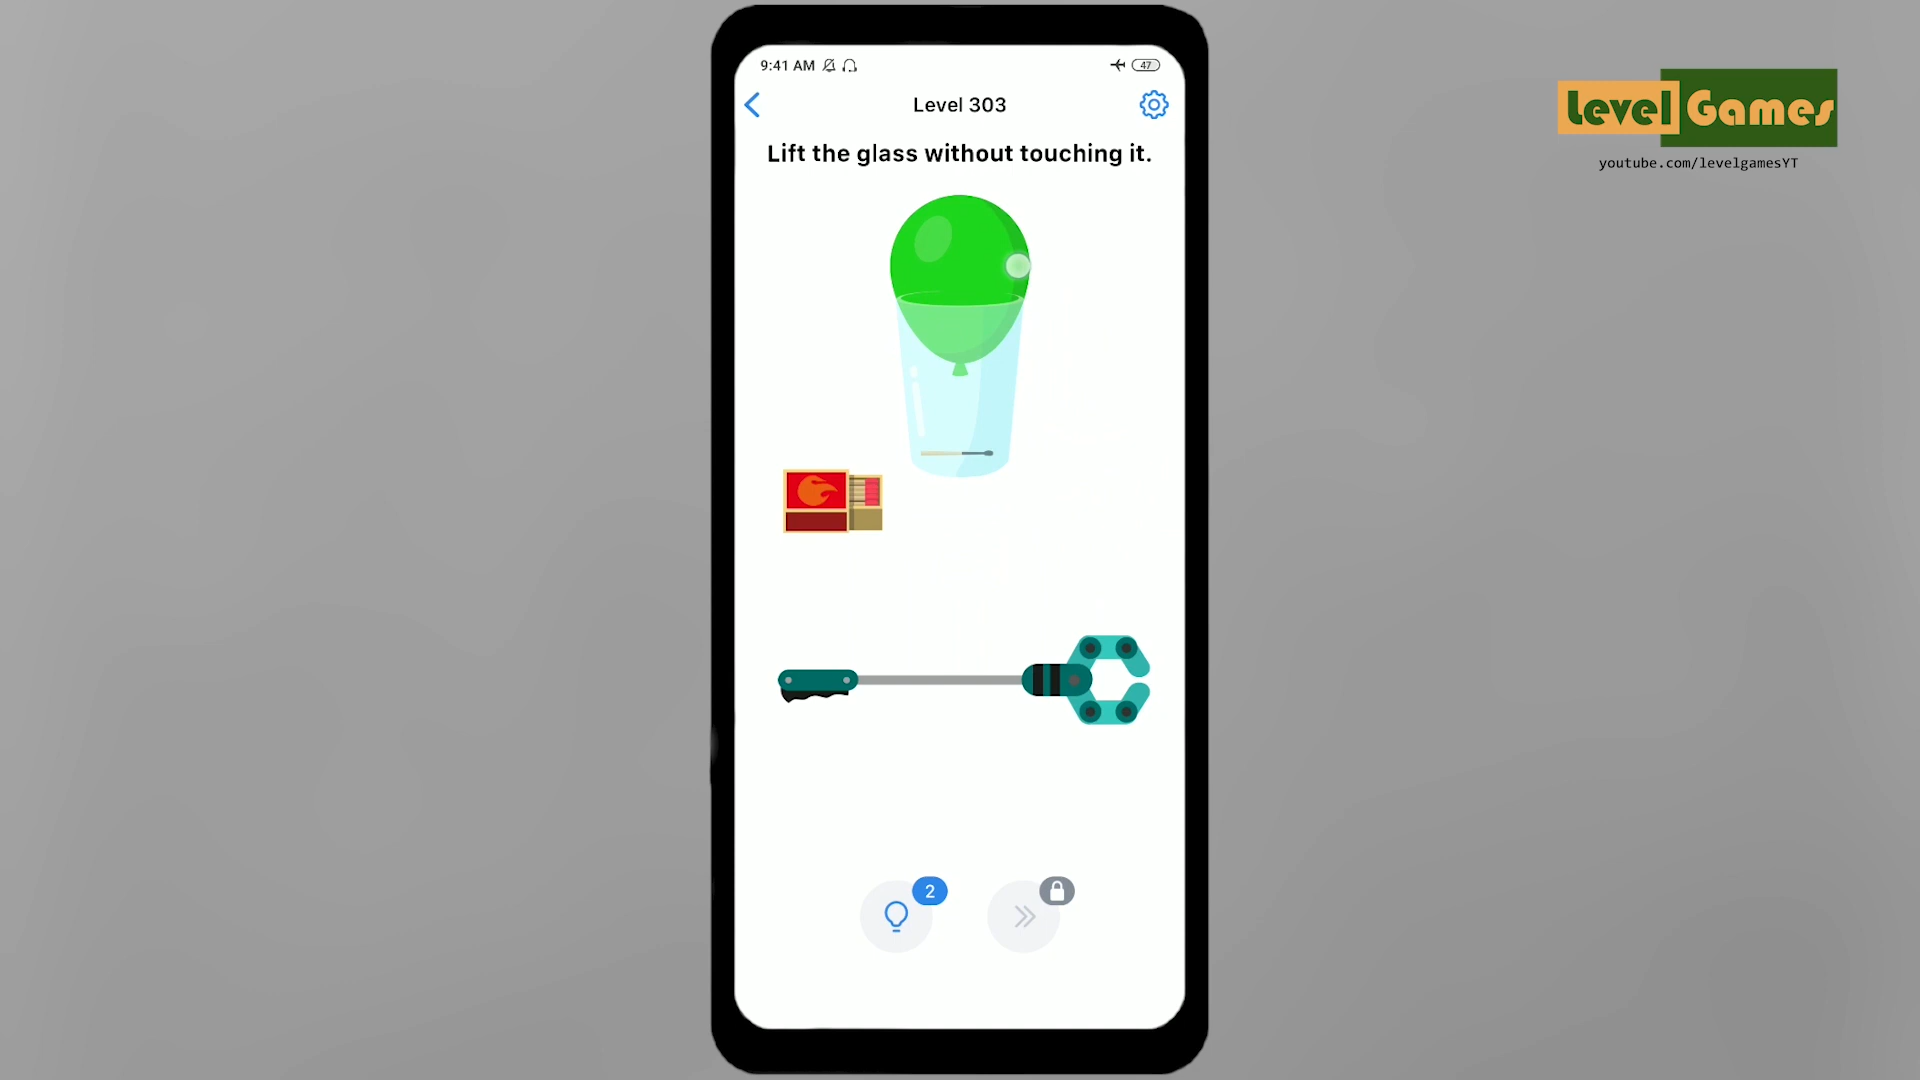 9:41 AM
47
Level 303
Lift the glass without touching it.
2
Level Games
youtube.com/levelgamesYT